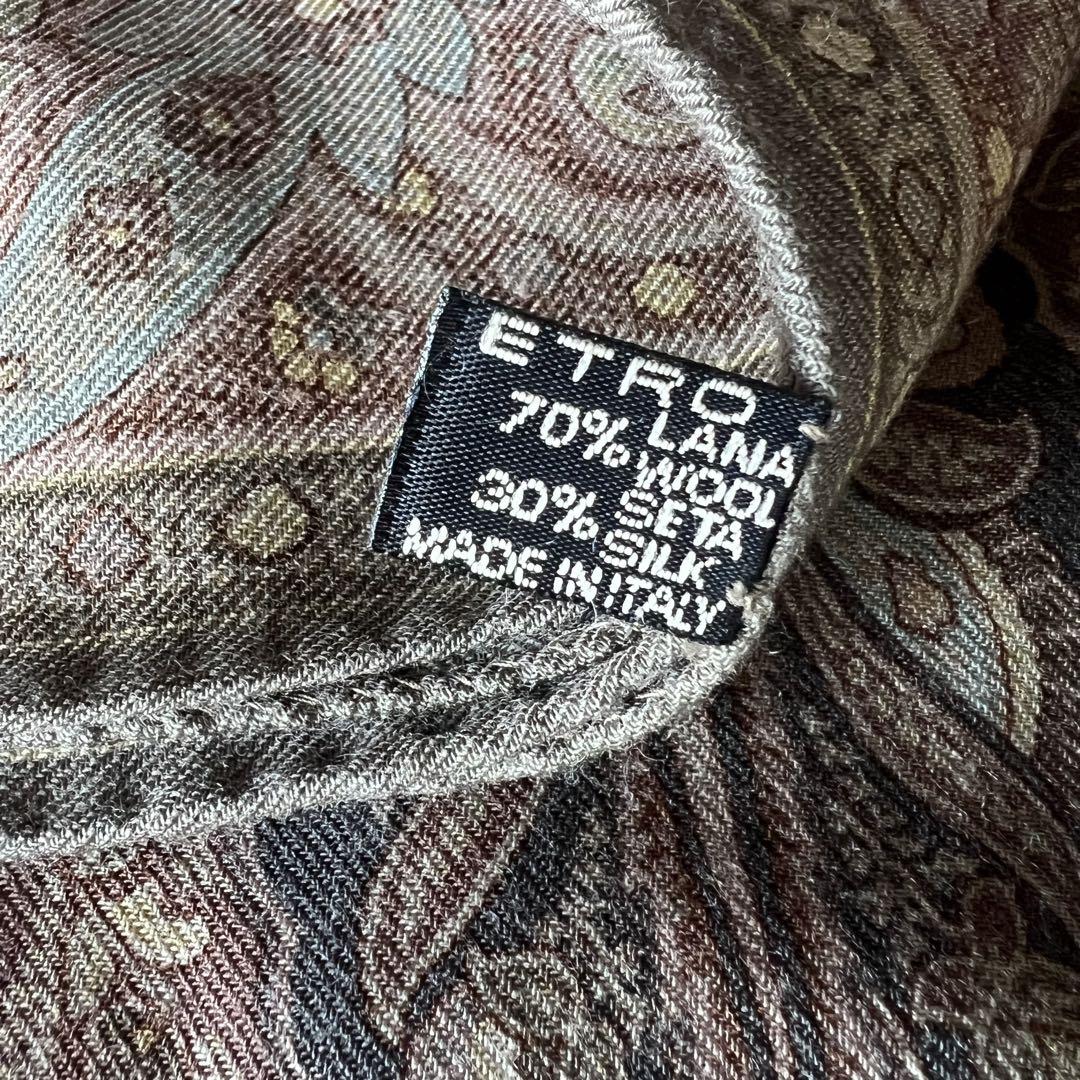 ETRO
70% LANA
WOOL
30% SETA
SILK
MADE IN ITALY